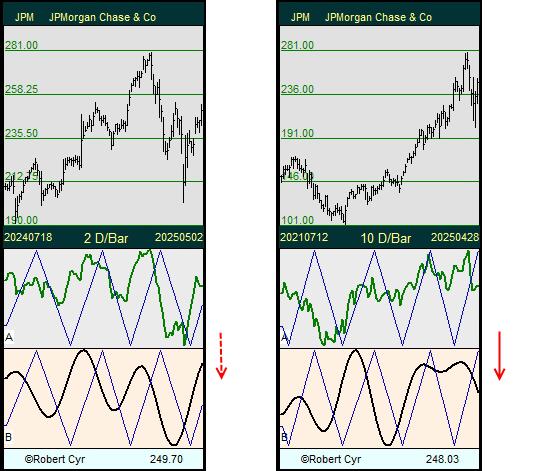 JPM JPMorgan Chase & Co
281.00
258.25
235.50
212.75
190.00
20240718 2 D/Bar 20250502
A
B
©Robert Cyr 249.70
JPM JPMorgan Chase & Co
281.00
236.00
191.00
146.00
101.00
20210712 10 D/Bar 20250428
A
B
©Robert Cyr 248.03